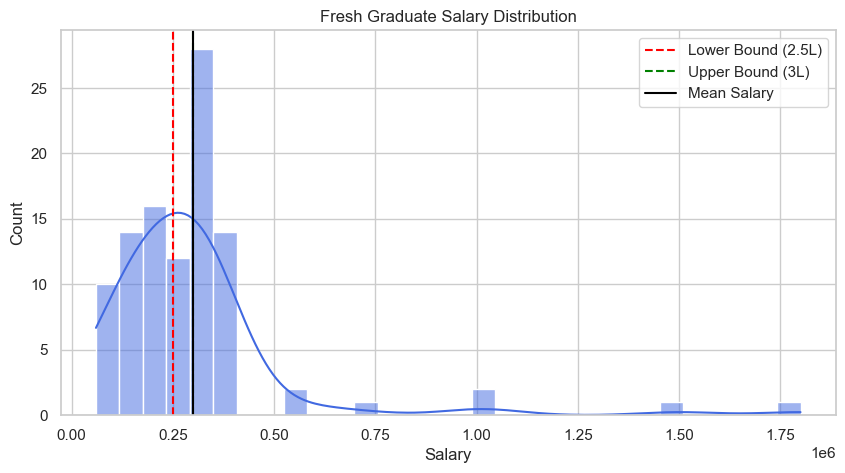 Fresh Graduate Salary Distribution
Lower Bound (2.5L)
Upper Bound (3L)
Mean Salary
25
20
15
10
5
0
Count
0.00 0.25 0.50 0.75 1.00 1.25 1.50 1.75
1e6
Salary